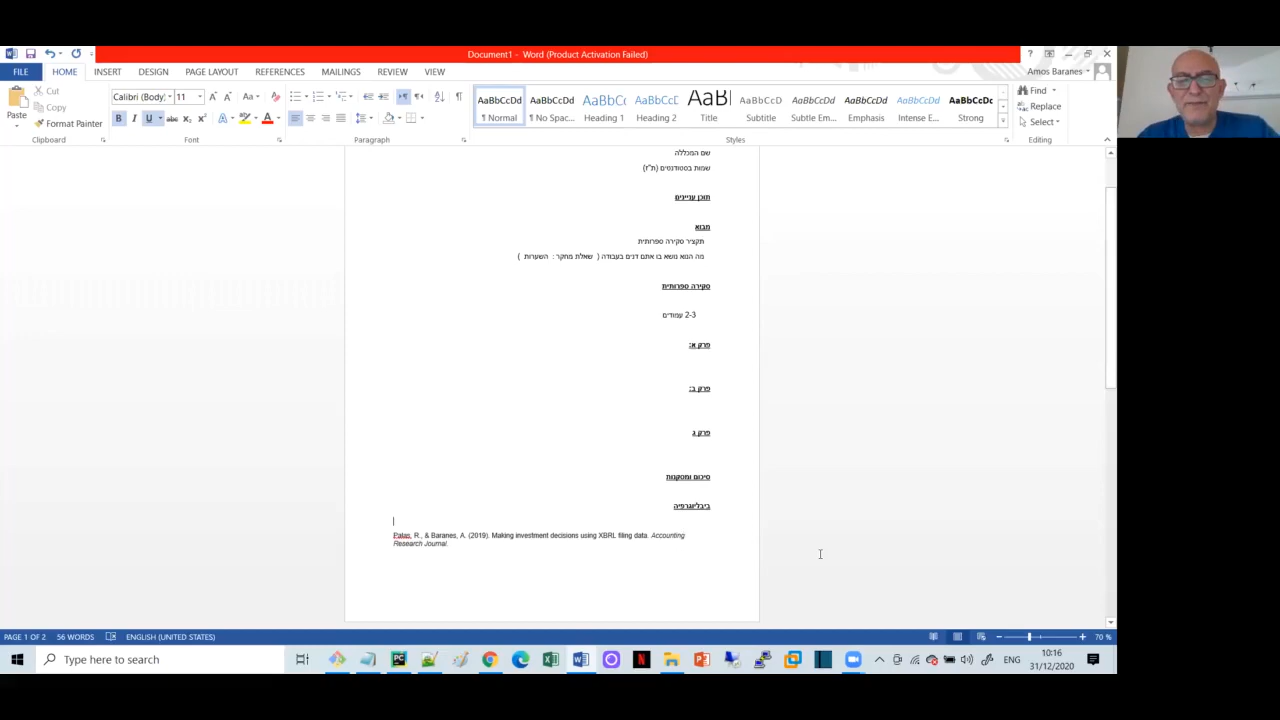 Document1 - Word (Product Activation Failed)
FILE HOME INSERT DESIGN PAGE LAYOUT REFERENCES MAILINGS REVIEW VIEW
Amos Baranes
Paste
Cut
Copy
Format Painter
Clipboard
Calibri (Body) 11
Font
Paragraph
AaBbCcDd AaBbCcDd AaBbCc AaBbCcD AaBl AaBbCcD AaBbCcDd AaBbCcDd AaBbCcDd AaBbCcDc
¶ Normal ¶ No Spac... Heading 1 Heading 2 Title Subtitle Subtle Em... Emphasis Intense E... Strong
Styles
Find
Replace
Select
Editing
שם המכללה
שמות בסטודנטים (ת"ז)
תוכן עניינים
מבוא
תקציר סקירה ספרותית
מה הנוא נושא בו אתם דנים בעבודה ( שאלת מחקר : השערות )
סקירה ספרותית
2-3 עמודים
פרק א:
פרק ב:
פרק ג
סיכום ומסקנות
ביבליוגרפיה
Palas, R., & Baranes, A. (2019). Making investment decisions using XBRL filing data. Accounting
Research Journal.
PAGE 1 OF 2 56 WORDS ENGLISH (UNITED STATES) 70 %
Type here to search
ENG
10:16
31/12/2020